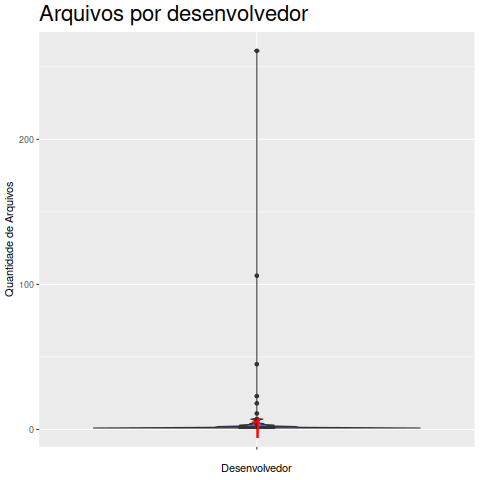 Arquivos por desenvolvedor
Quantidade de Arquivos
200
100
0
Desenvolvedor